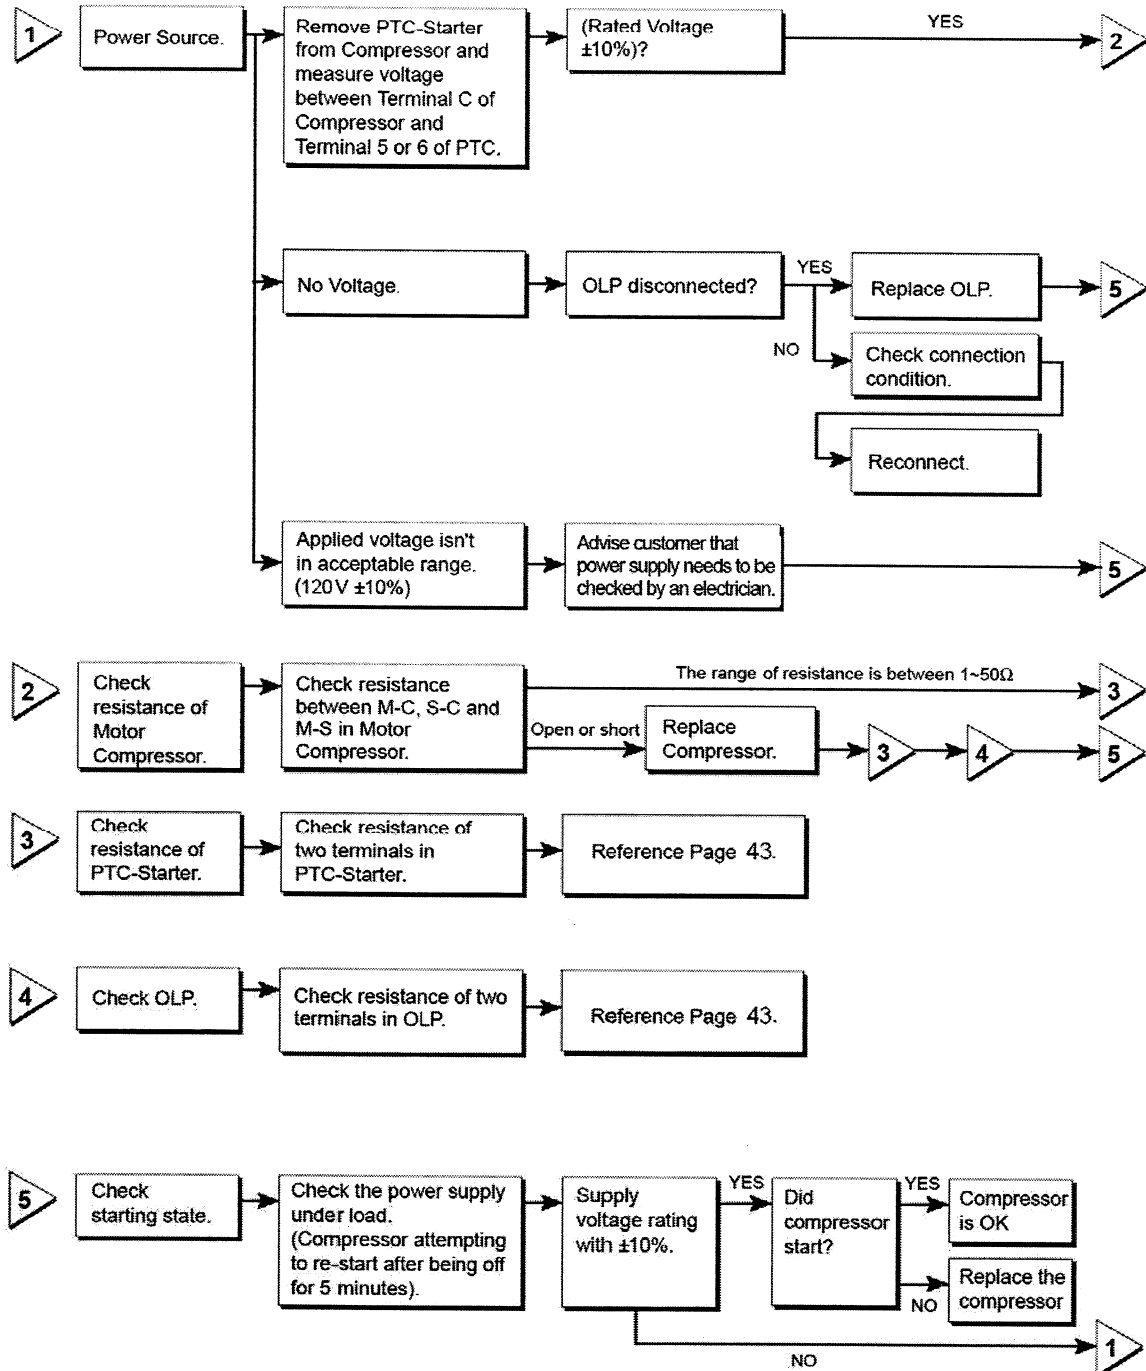 1
Power Source.
Remove PTC-Starter
from Compressor and
measure voltage
between Terminal C of
Compressor and
Terminal 5 or 6 of PTC.
(Rated Voltage
±10%)?
YES
2
No Voltage.
OLP disconnected?
YES
Replace OLP.
5
NO
Check connection
condition.
Reconnect.
Applied voltage isn't
in acceptable range.
(120V ±10%)
Advise customer that
power supply needs to be
checked by an electrician.
5
2
Check
resistance of
Motor
Compressor.
Check resistance
between M-C, S-C and
M-S in Motor
Compressor.
The range of resistance is between 1~50Ω
3
Open or short
Replace
Compressor.
3
4
5
3
Check
resistance of
PTC-Starter.
Check resistance of
two terminals in
PTC-Starter.
Reference Page 43.
4
Check OLP.
Check resistance of two
terminals in OLP.
Reference Page 43.
5
Check
starting state.
Check the power supply
under load.
(Compressor attempting
to re-start after being off
for 5 minutes).
Supply
voltage rating
with ±10%.
YES
Did
compressor
start?
YES
Compressor
is OK
NO
Replace the
compressor
NO
1